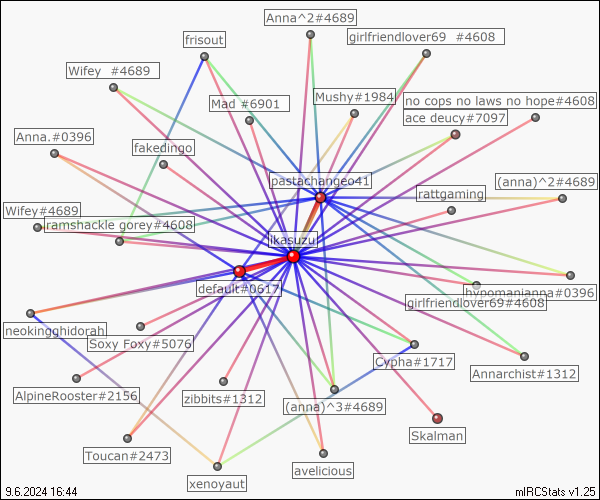 Anna^2#4689
girlfriendlover69 #4608
frisout
Wifey #4689
Mad #6901
Mushy#1984
no cops no laws no hope#4608
ace deucy#7097
Anna.#0396
fakedingo
pastachangeo41
(anna)^2#4689
rattgaming
Wifey#4689
ramshackle gorey#4608
ikasuzu
default#0617
hypomanianna#0396
girlfriendlover69#4608
neokingghidorah
Soxy Foxy#5076
Cypha#1717
Annarchist#1312
AlpineRooster#2156
zibbits#1312
(anna)^3#4689
Skalman
Toucan#2473
avelicious
xenoyaut
9.6.2024 16:44
mIRCStats v1.25